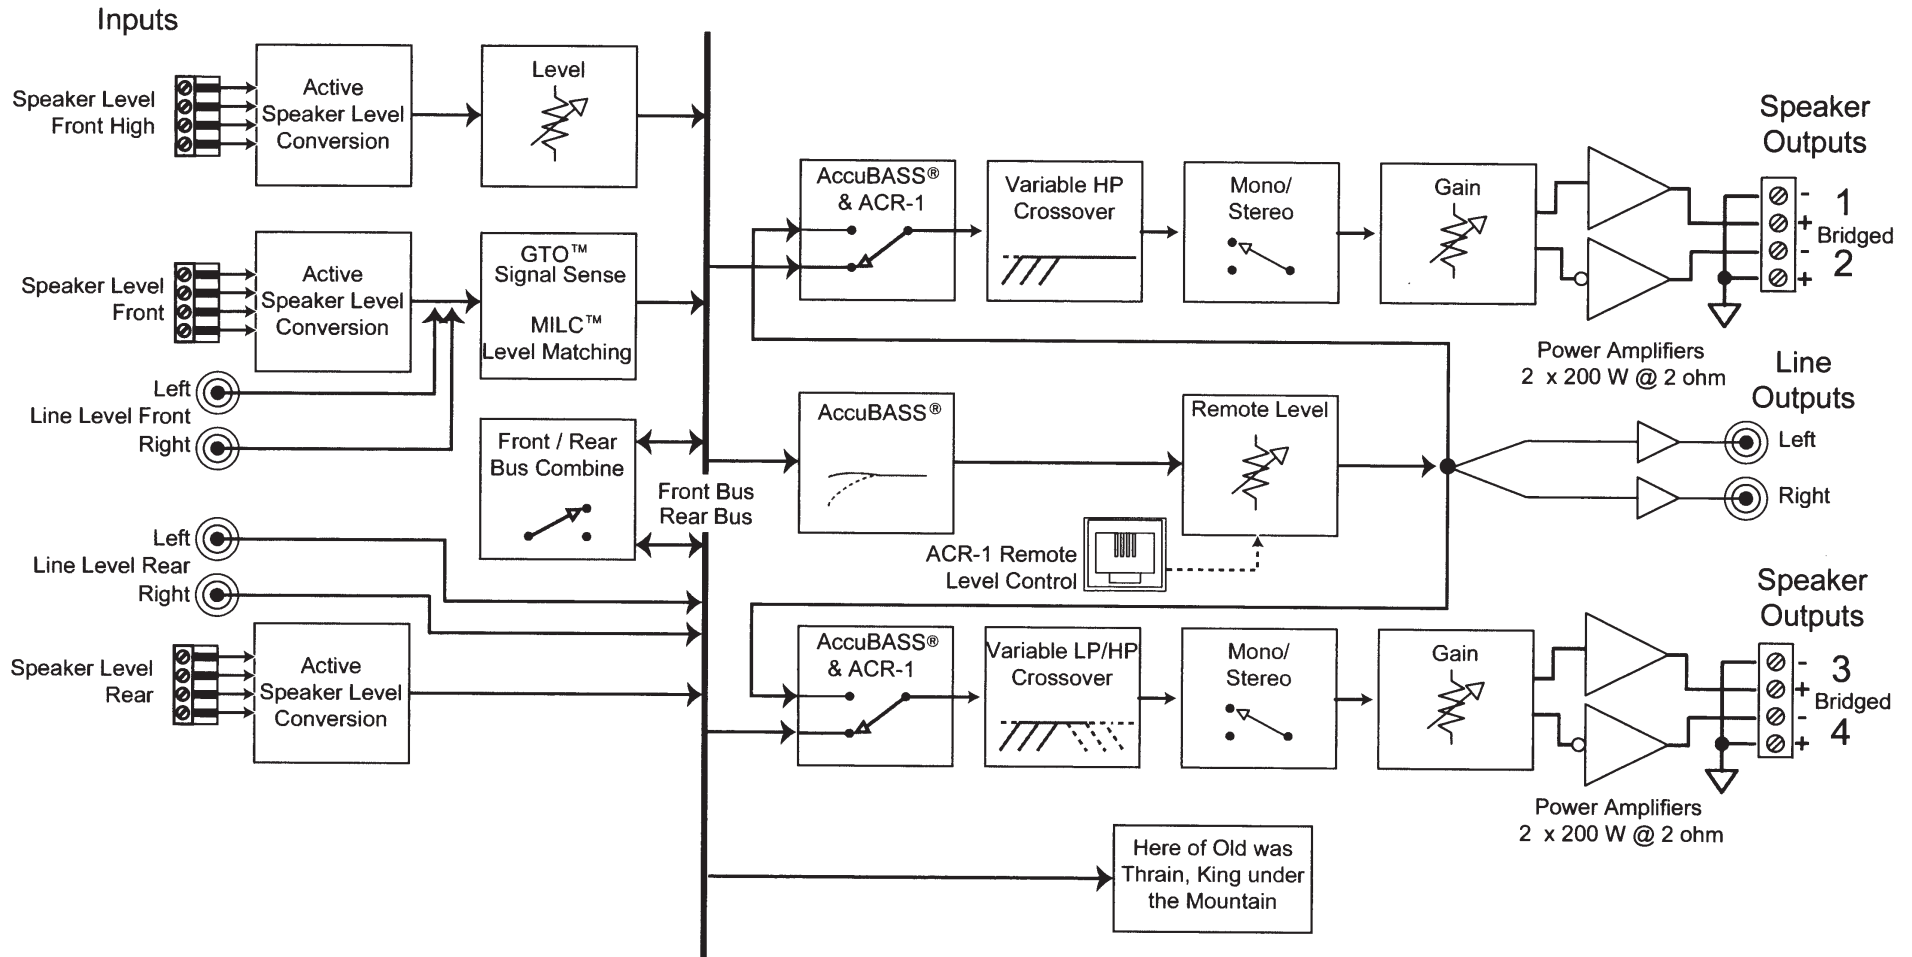 Inputs
Speaker Level
Front High
Active
Speaker Level
Conversion
Level
Speaker Level
Front
Active
Speaker Level
Conversion
GTO™
Signal Sense
MILC™
Level Matching
Left
Line Level Front
Right
Front / Rear
Bus Combine
Front Bus
Rear Bus
Left
Line Level Rear
Right
Speaker Level
Rear
Active
Speaker Level
Conversion
AccuBASS®
& ACR-1
Variable HP
Crossover
Mono/
Stereo
Gain
Speaker
Outputs
-
1
+
Bridged
-
2
+
Power Amplifiers
2 x 200 W @ 2 ohm
AccuBASS®
Remote Level
ACR-1 Remote
Level Control
Line
Outputs
Left
Right
AccuBASS®
& ACR-1
Variable LP/HP
Crossover
Mono/
Stereo
Gain
Speaker
Outputs
-
3
+
Bridged
-
4
+
Power Amplifiers
2 x 200 W @ 2 ohm
Here of Old was
Thrain, King under
the Mountain